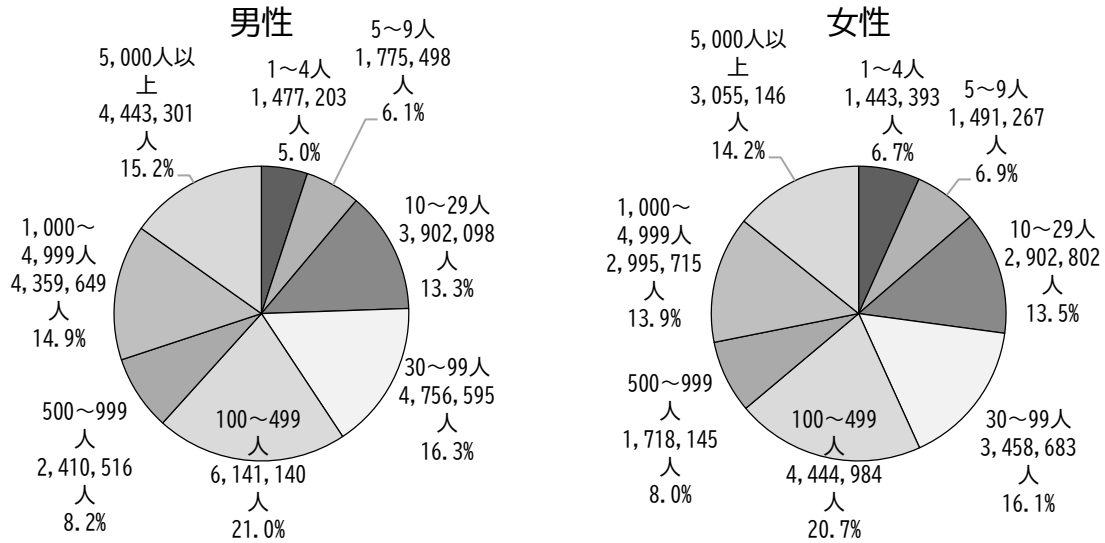 男性
1～4人
1,477,203
人
5.0%
5～9人
1,775,498
人
6.1%
10～29人
3,902,098
人
13.3%
30～99人
4,756,595
人
16.3%
100～499
人
6,141,140
人
21.0%
500～999
人
2,410,516
人
8.2%
1,000～
4,999人
4,359,649
人
14.9%
5,000人以
上
4,443,301
人
15.2%
女性
1～4人
1,443,393
人
6.7%
5～9人
1,491,267
人
6.9%
10～29人
2,902,802
人
13.5%
30～99人
3,458,683
人
16.1%
100～499
人
4,444,984
人
20.7%
500～999
人
1,718,145
人
8.0%
1,000～
4,999人
2,995,715
人
13.9%
5,000人以
上
3,055,146
人
14.2%